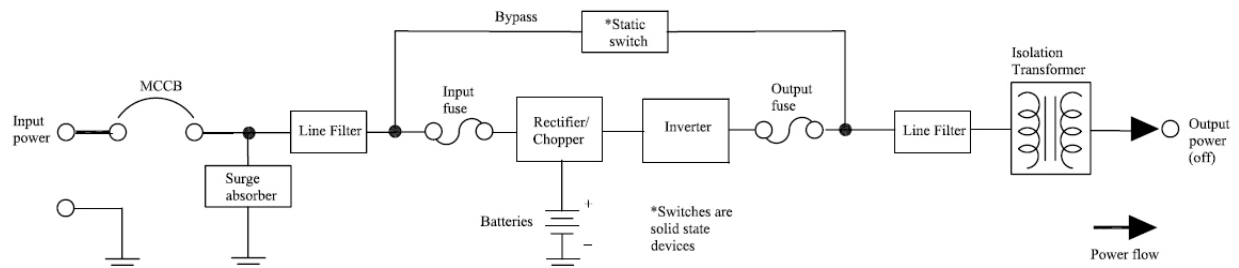 Bypass
*Static
switch
Isolation
Transformer
MCCB
Input
fuse
Output
fuse
Input
power
Line Filter
Rectifier/
Chopper
Inverter
Line Filter
Output
power
(off)
Surge
absorber
Batteries
+
−
*Switches are
solid state
devices
Power flow